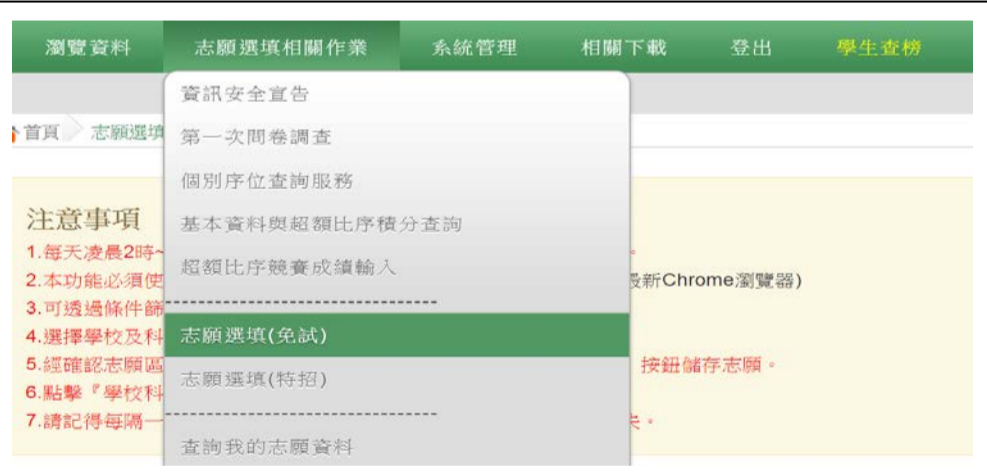 瀏覽資料 志願選填相關作業 系統管理 相關下載 登出 學生查榜
資訊安全宣告
首頁 志願選填
第一次問卷調查
個別序位查詢服務
注意事項
基本資料與超額比序積分查詢
1.每天凌晨2時~
超額比序競賽成績輸入
2.本功能必須使 新Chrome瀏覽器)
3.可透過條件篩
--------------------------------
4.選擇學校及科
志願選填(免試)
5.經確認志願區 按鈕儲存志願。
志願選填(特招)
6.點擊『學校科
--------------------------------
7.請記得每隔一
查詢我的志願資料